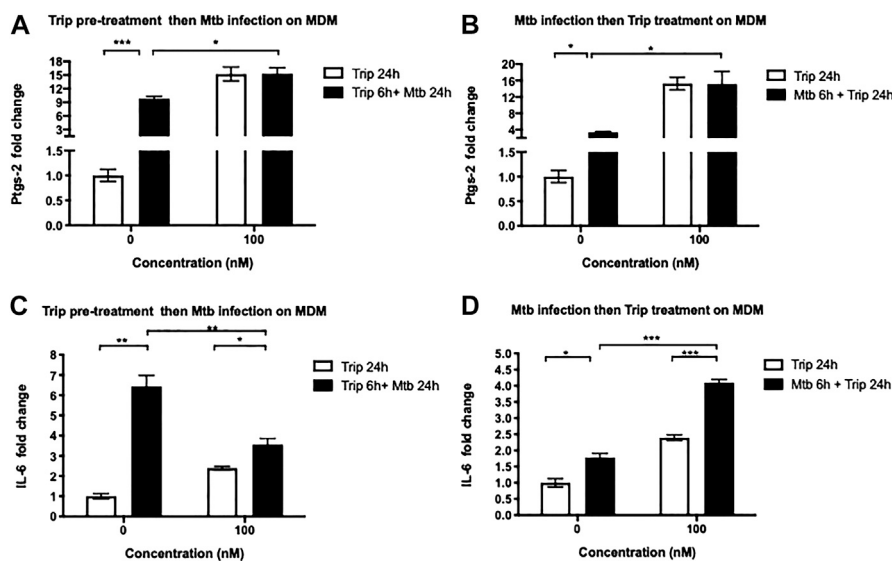 A
Trip pre-treatment then Mtb infection on MDM
***
*
Ptgs-2 fold change
18
15
12
9
6
3
1.5
1.0
0.5
0.0
0
100
Concentration (nM)
Trip 24h
Trip 6h+ Mtb 24h
B
Mtb infection then Trip treatment on MDM
*
*
Ptgs-2 fold change
20
16
12
8
4
1.5
1.0
0.5
0.0
0
100
Concentration (nM)
Trip 24h
Mtb 6h + Trip 24h
C
Trip pre-treatment then Mtb infection on MDM
**
**
*
IL-6 fold change
8
7
6
5
4
3
2
1
0
0
100
Concentration (nM)
Trip 24h
Trip 6h+ Mtb 24h
D
Mtb infection then Trip treatment on MDM
***
*
***
IL-6 fold change
5.0
4.5
4.0
3.5
3.0
2.5
2.0
1.5
1.0
0.5
0.0
0
100
Concentration (nM)
Trip 24h
Mtb 6h + Trip 24h